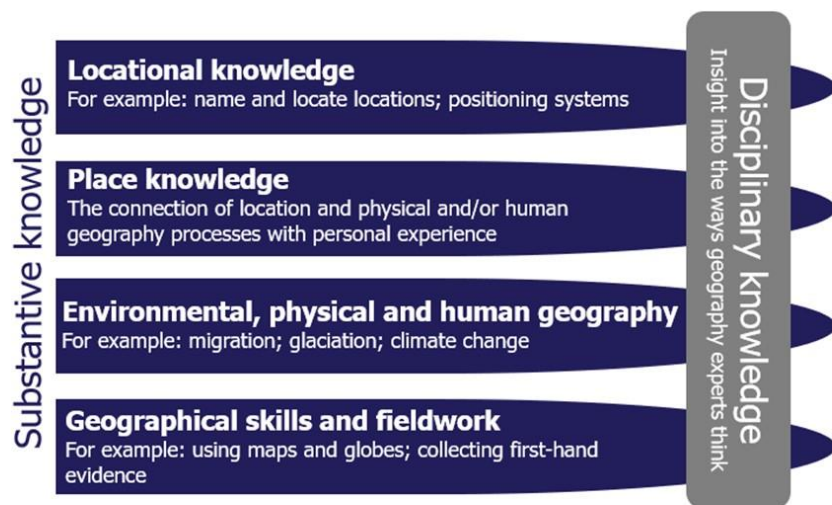 Substantive knowledge
Locational knowledge
For example: name and locate locations; positioning systems
Place knowledge
The connection of location and physical and/or human
geography processes with personal experience
Environmental, physical and human geography
For example: migration; glaciation; climate change
Geographical skills and fieldwork
For example: using maps and globes; collecting first-hand
evidence
Disciplinary knowledge
Insight into the ways geography experts think